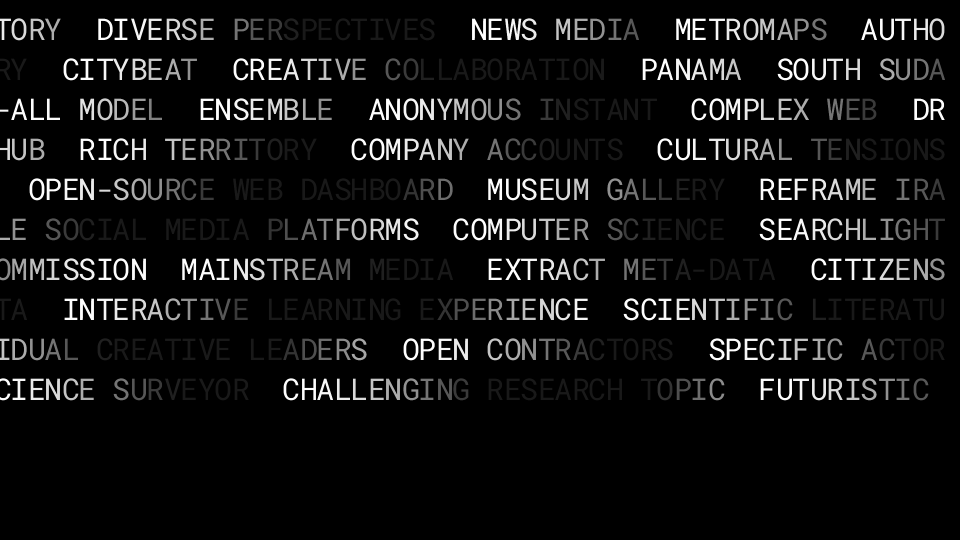 TORY DIVERSE PERSPECTIVES NEWS MEDIA METROMAPS AUTHO
RY CITYBEAT CREATIVE COLLABORATION PANAMA SOUTH SUDA
-ALL MODEL ENSEMBLE ANONYMOUS INSTANT COMPLEX WEB DR
HUB RICH TERRITORY COMPANY ACCOUNTS CULTURAL TENSIONS
OPEN-SOURCE WEB DASHBOARD MUSEUM GALLERY REFRAME IRA
LE SOCIAL MEDIA PLATFORMS COMPUTER SCIENCE SEARCHLIGHT
OMMISSION MAINSTREAM MEDIA EXTRACT META-DATA CITIZENS
TA INTERACTIVE LEARNING EXPERIENCE SCIENTIFIC LITERATU
IDUAL CREATIVE LEADERS OPEN CONTRACTORS SPECIFIC ACTOR
CIENCE SURVEYOR CHALLENGING RESEARCH TOPIC FUTURISTIC